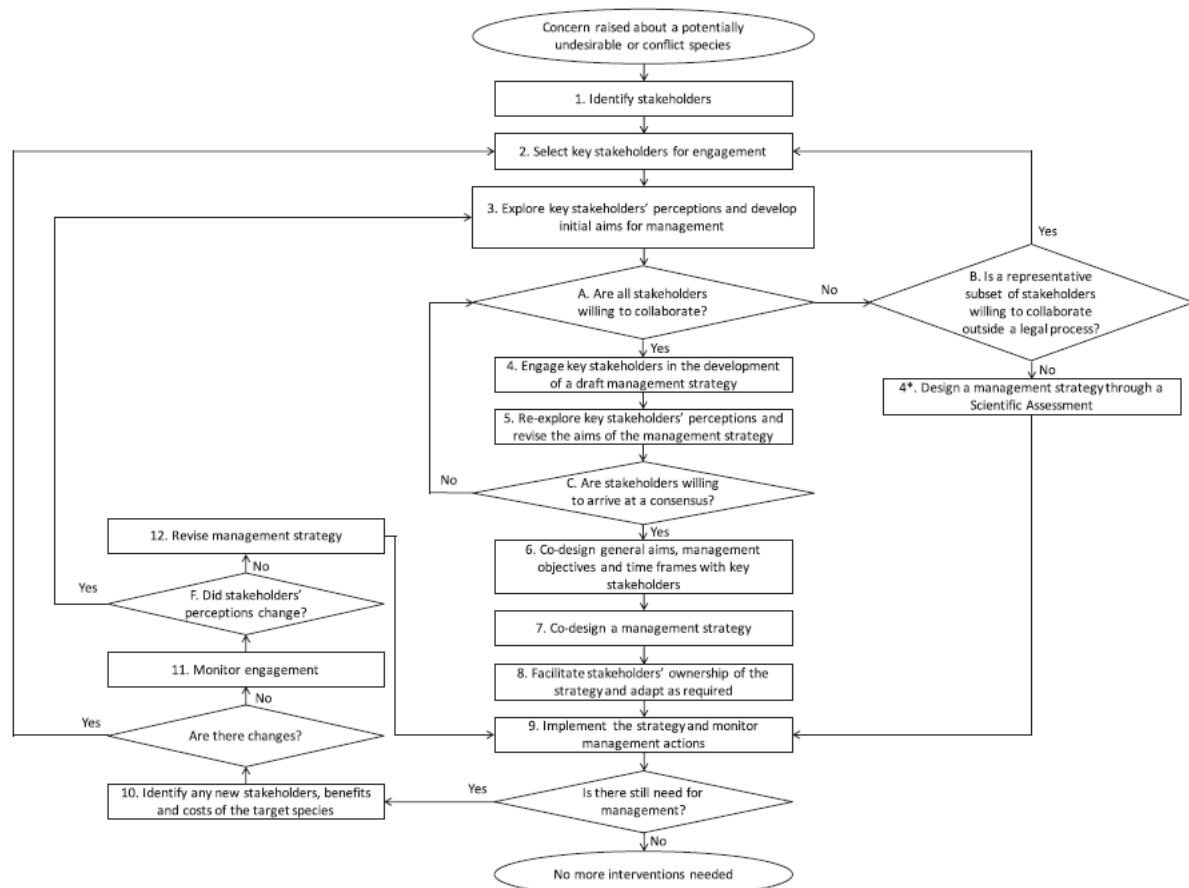 Concern raised about a potentially
undesirable or conflict species
1. Identify stakeholders
2. Select key stakeholders for engagement
3. Explore key stakeholders’ perceptions and develop
initial aims for management
Yes
A. Are all stakeholders
willing to collaborate?
No
B. Is a representative
subset of stakeholders
willing to collaborate
outside a legal process?
Yes
No
4. Engage key stakeholders in the development
of a draft management strategy
4*. Design a management strategy through a
Scientific Assessment
5. Re-explore key stakeholders’ perceptions and
revise the aims of the management strategy
No
C. Are stakeholders willing
to arrive at a consensus?
Yes
12. Revise management strategy
6. Co-design general aims, management
objectives and time frames with key
stakeholders
No
Yes
F. Did stakeholders’
perceptions change?
7. Co-design a management strategy
11. Monitor engagement
8. Facilitate stakeholders’ ownership of the
strategy and adapt as required
No
Yes
Are there changes?
9. Implement the strategy and monitor
management actions
10. Identify any new stakeholders, benefits
and costs of the target species
Yes
Is there still need for
management?
No
No more interventions needed